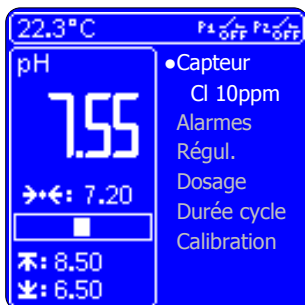 22.3°C P1 OFF P2 OFF
pH
7.55
: 7.20
: 8.50
: 6.50
•Capteur
Cl 10ppm
Alarmes
Régul.
Dosage
Durée cycle
Calibration